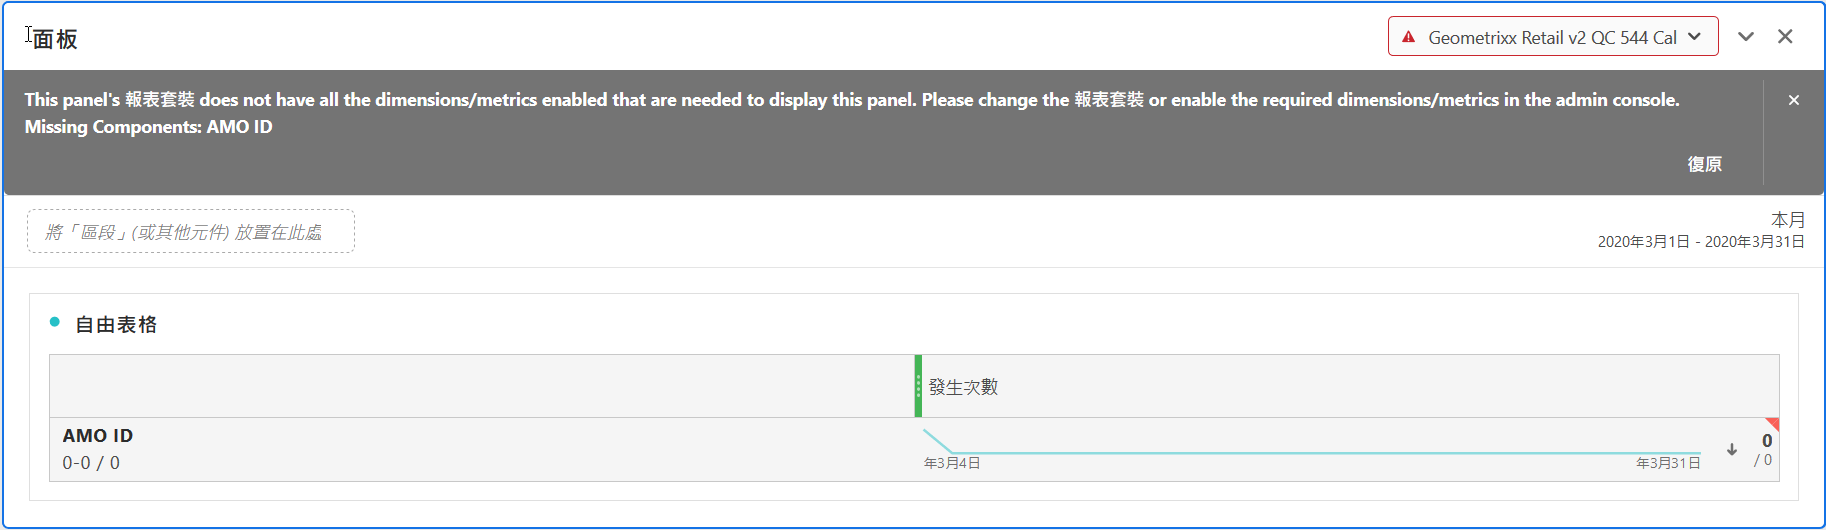 面板
Geometrixx Retail v2 QC 544 Cal
This panel's 報表套裝 does not have all the dimensions/metrics enabled that are needed to display this panel. Please change the 報表套裝 or enable the required dimensions/metrics in the admin console.
Missing Components: AMO ID
復原
將「區段」(或其他元件) 放置在此處
本月
2020年3月1日 - 2020年3月31日
自由表格
發生次數
AMO ID
0-0 / 0
年3月4日
年3月31日
0
/ 0